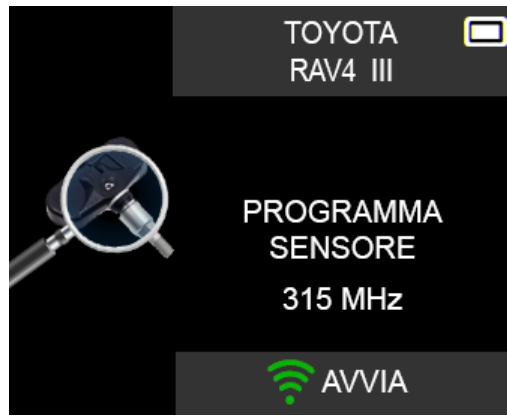 TOYOTA
RAV4 III
PROGRAMMA
SENSORE
315 MHz
AVVIA